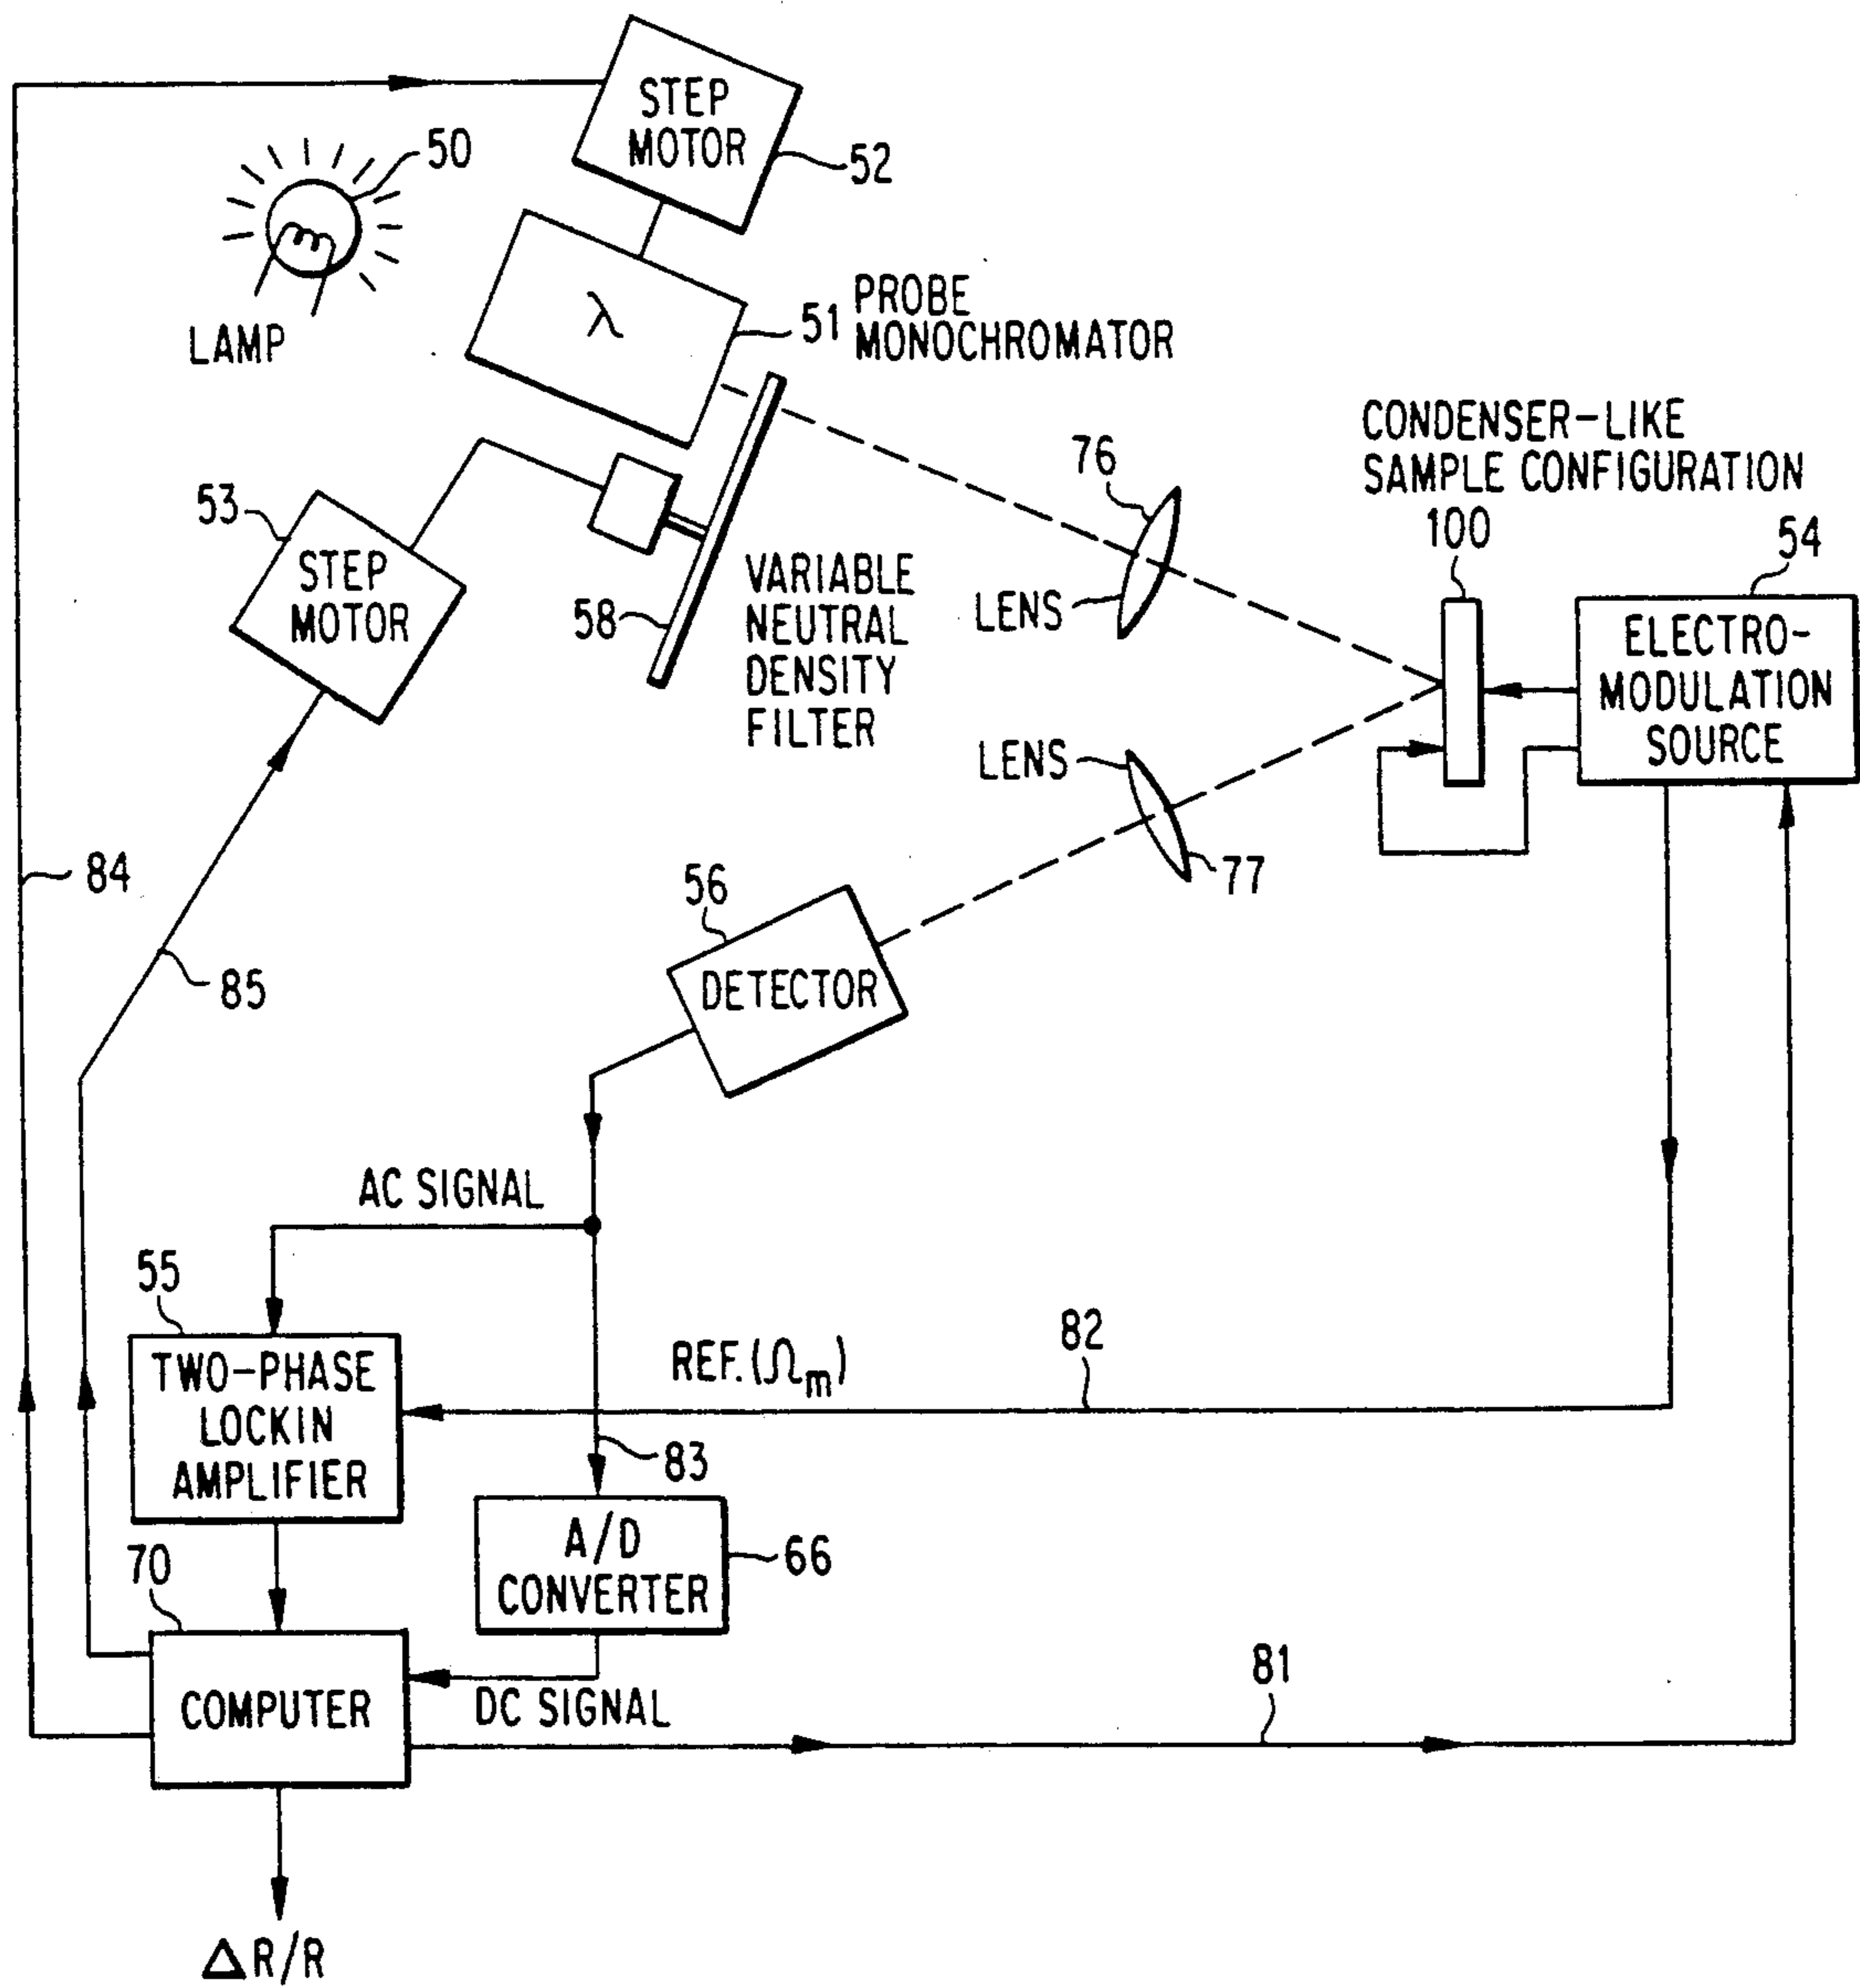 STEP
MOTOR
52
50
LAMP
λ
51
PROBE
MONOCHROMATOR
53
STEP
MOTOR
58
VARIABLE
NEUTRAL
DENSITY
FILTER
76
LENS
CONDENSER-LIKE
SAMPLE CONFIGURATION
100
54
ELECTRO-
MODULATION
SOURCE
LENS
77
84
85
56
DETECTOR
AC SIGNAL
55
TWO-PHASE
LOCKIN
AMPLIFIER
REF.(Ωm)
82
83
A/D
CONVERTER
66
70
COMPUTER
DC SIGNAL
81
ΔR/R